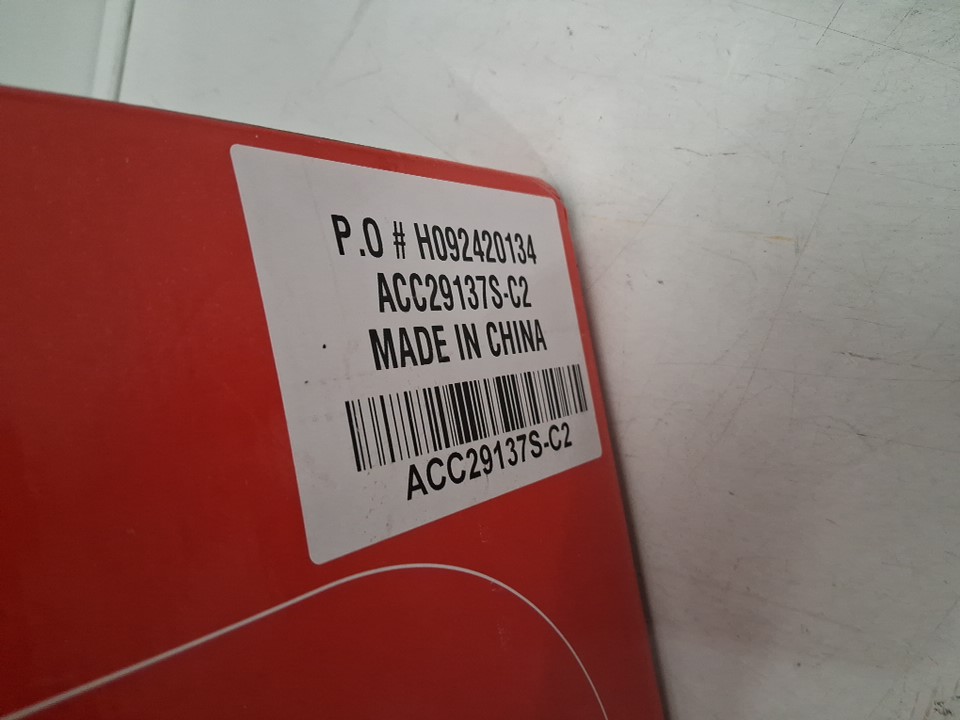 P.O # H092420134
ACC29137S-C2
MADE IN CHINA
ACC29137S-C2